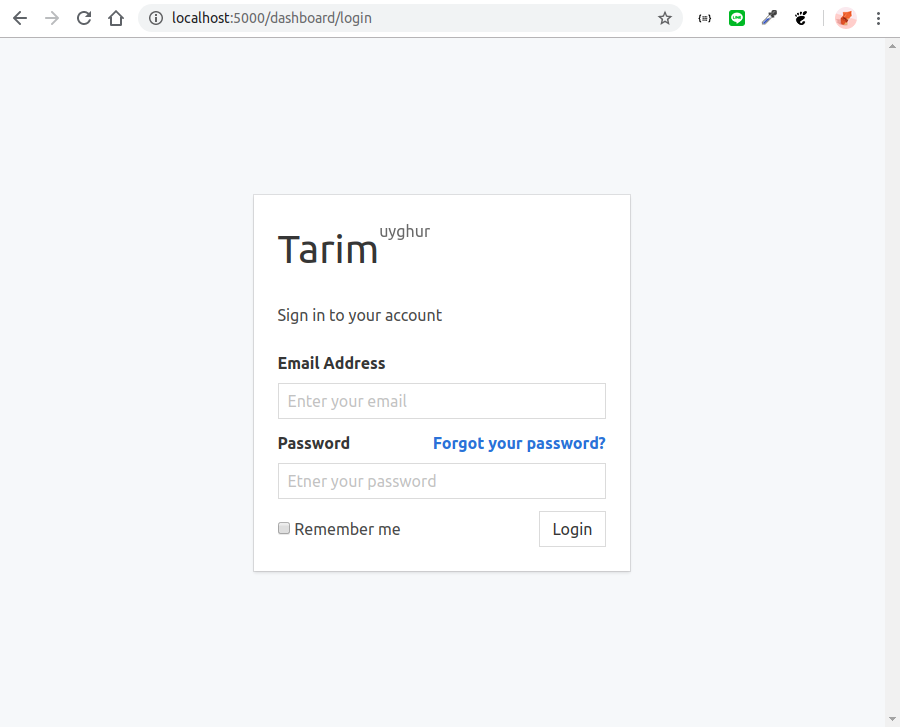 localhost:5000/dashboard/login
Tarim uyghur
Sign in to your account
Email Address
Enter your email
Password Forgot your password?
Etner your password
Remember me Login